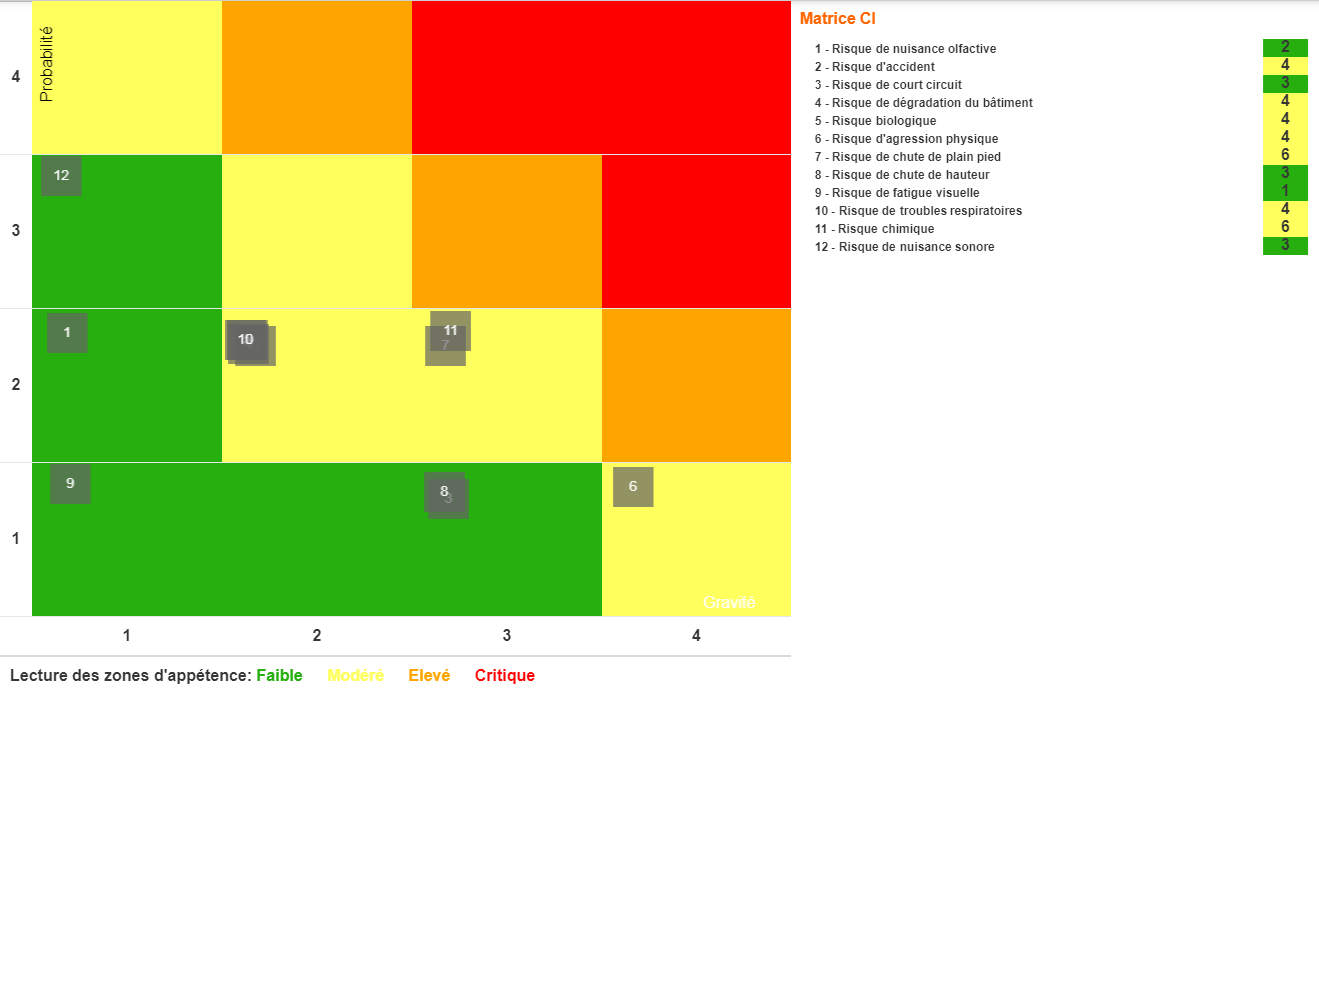 Probabilité
4
12
3
1
10
11
7
2
9
8
3
6
1
Gravité
1 2 3 4
Lecture des zones d'appétence: Faible Modéré Elevé Critique
Matrice CI
1 - Risque de nuisance olfactive 2
2 - Risque d'accident 4
3 - Risque de court circuit 3
4 - Risque de dégradation du bâtiment 4
5 - Risque biologique 4
6 - Risque d'agression physique 4
7 - Risque de chute de plain pied 6
8 - Risque de chute de hauteur 3
9 - Risque de fatigue visuelle 1
10 - Risque de troubles respiratoires 4
11 - Risque chimique 6
12 - Risque de nuisance sonore 3